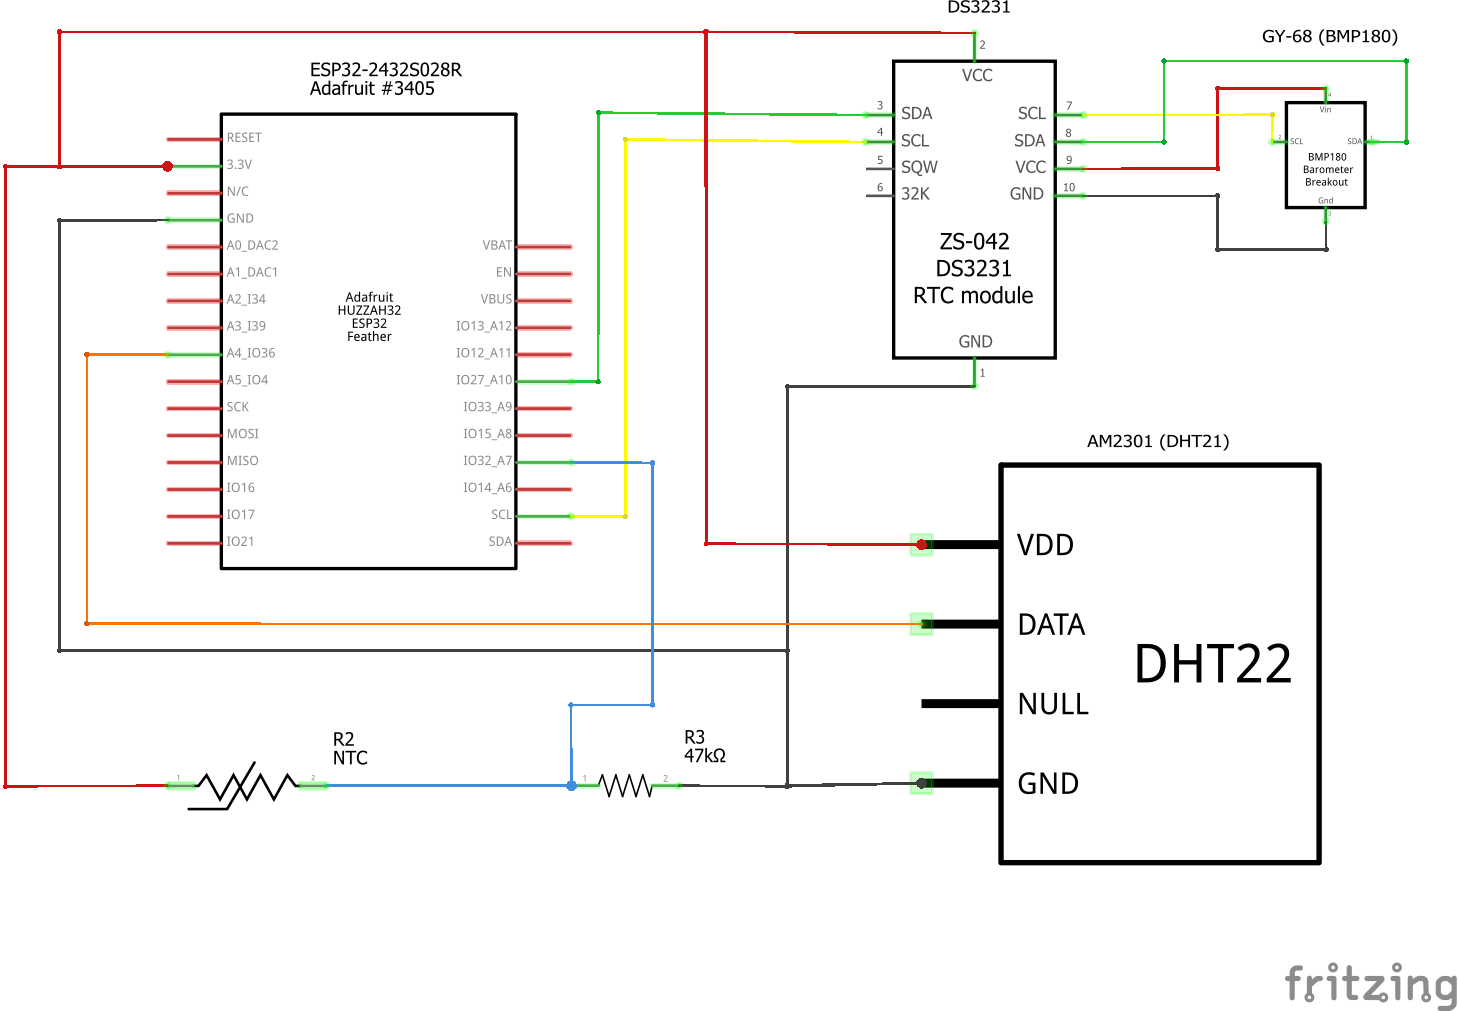 DS3231
GY-68 (BMP180)
ESP32-2432S028R
Adafruit #3405
RESET
3.3V
N/C
GND
A0_DAC2
A1_DAC1
A2_I34
A3_I39
A4_IO36
A5_IO4
SCK
MOSI
MISO
IO16
IO17
IO21
Adafruit
HUZZAH32
ESP32
Feather
VBAT
EN
VBUS
IO13_A12
IO12_A11
IO27_A10
IO33_A9
IO15_A8
IO32_A7
IO14_A6
SCL
SDA
2
VCC
3 SDA
4 SCL
5 SQW
6 32K
SCL 7
SDA 8
VCC 9
GND 10
ZS-042
DS3231
RTC module
GND
1
4
Vin
2 SCL
SDA 1
BMP180
Barometer
Breakout
Gnd
3
AM2301 (DHT21)
VDD
DATA
NULL
GND
DHT22
R2
NTC
1 2
R3
47kΩ
1 2
fritzing